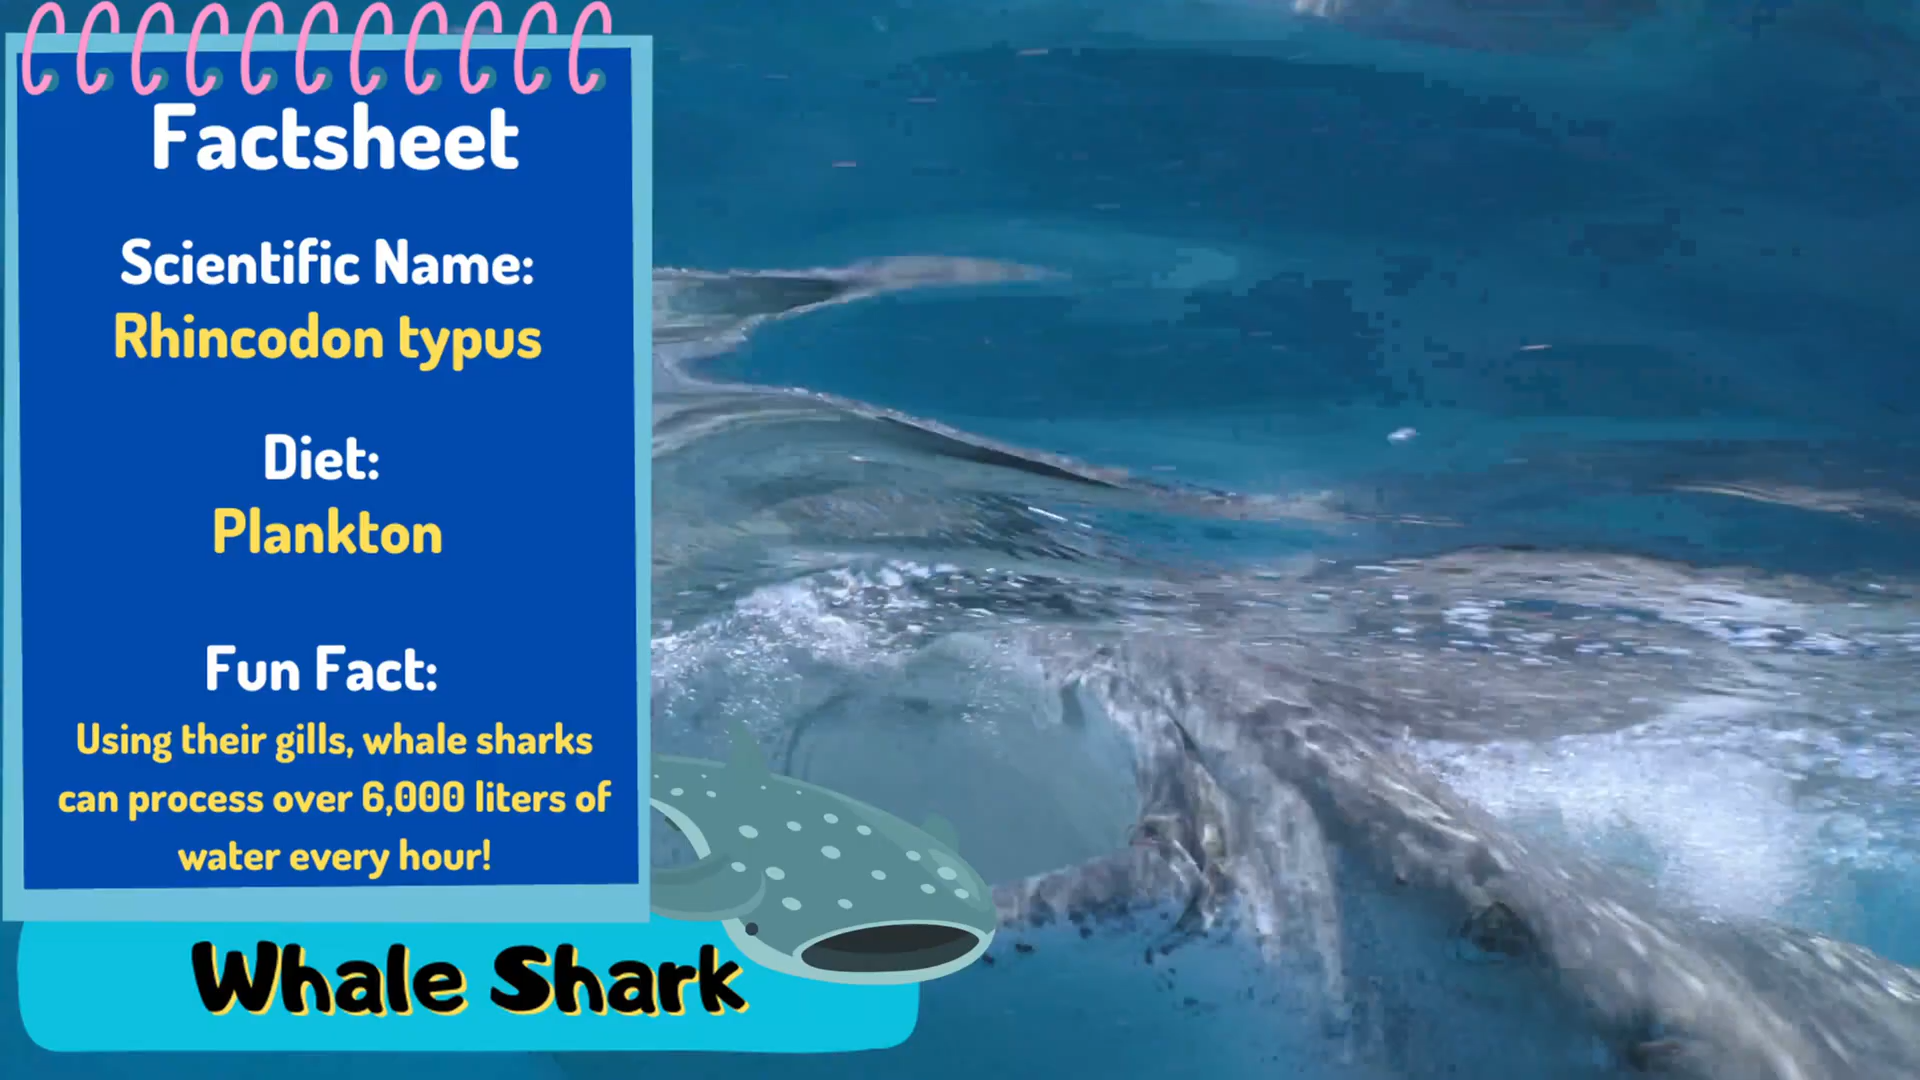 Factsheet
Scientific Name:
Rhincodon typus
Diet:
Plankton
Fun Fact:
Using their gills, whale sharks
can process over 6,000 liters of
water every hour!
Whale Shark